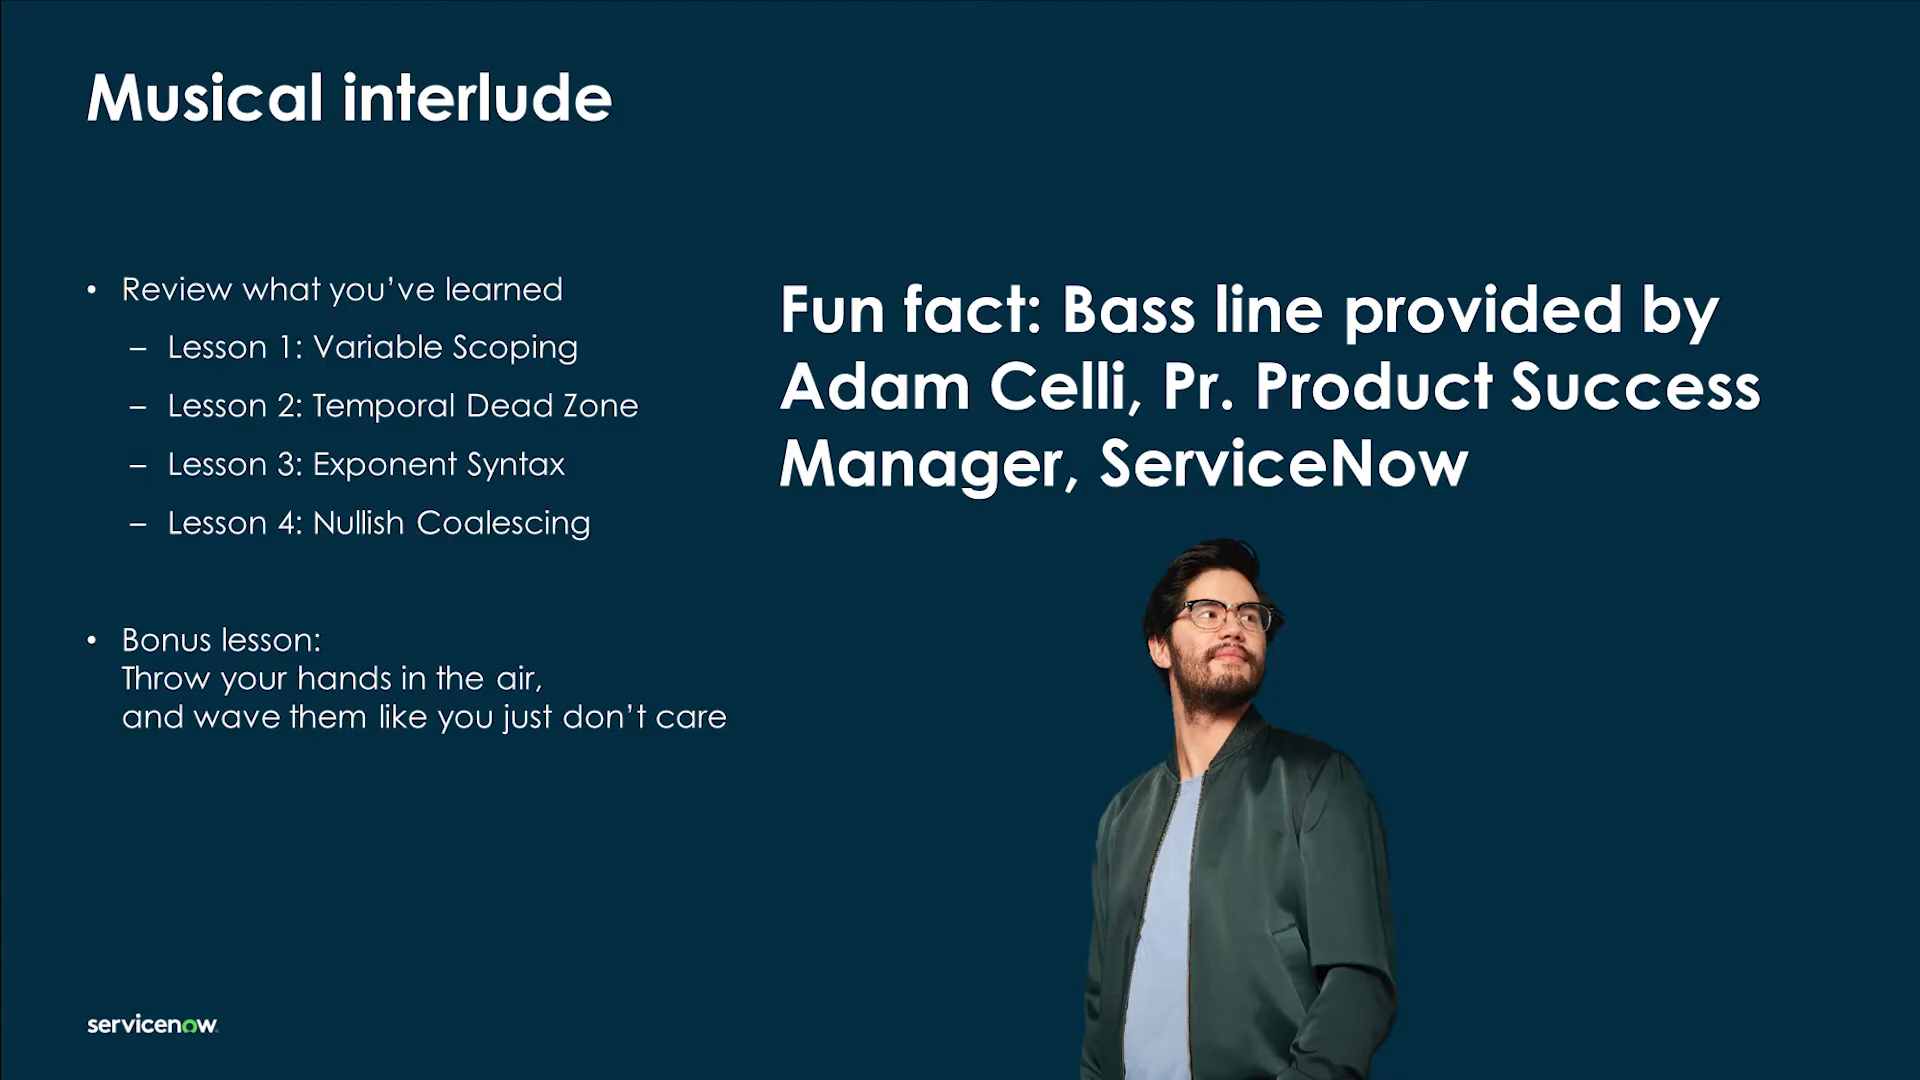 Musical interlude
• Review what you’ve learned
– Lesson 1: Variable Scoping
– Lesson 2: Temporal Dead Zone
– Lesson 3: Exponent Syntax
– Lesson 4: Nullish Coalescing
• Bonus lesson:
Throw your hands in the air,
and wave them like you just don’t care
Fun fact: Bass line provided by
Adam Celli, Pr. Product Success
Manager, ServiceNow
servicenow